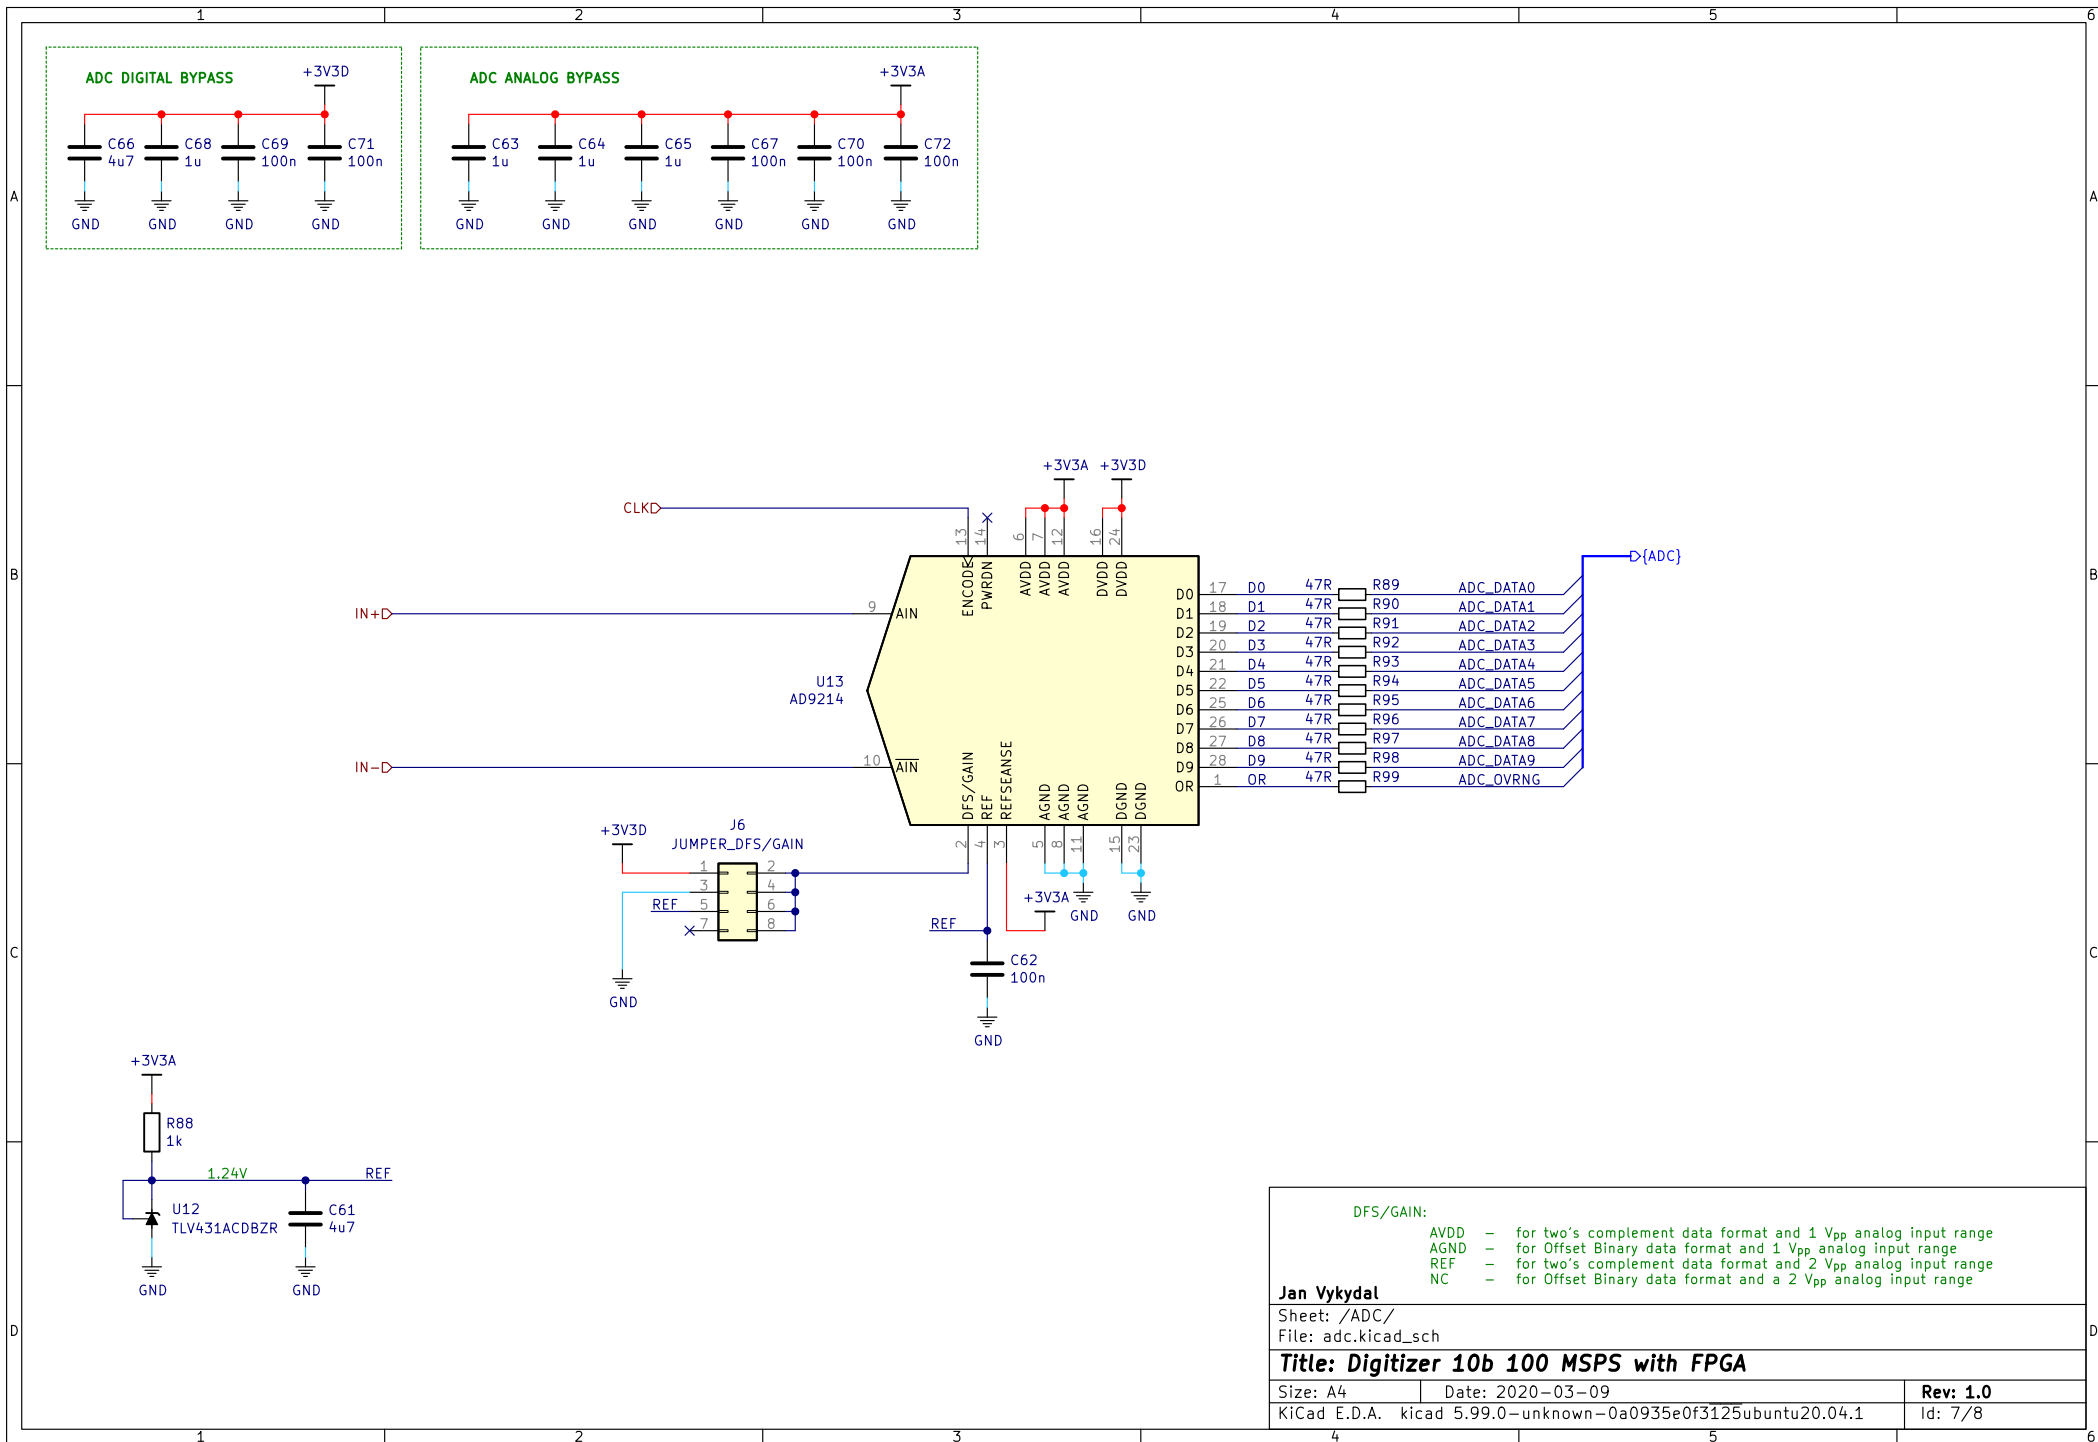 1 2 3 4 5 6
A A
B B
C C
D D
ADC DIGITAL BYPASS
+3V3D
C66 4u7
C68 1u
C69 100n
C71 100n
GND GND GND GND
ADC ANALOG BYPASS
+3V3A
C63 1u
C64 1u
C65 1u
C67 100n
C70 100n
C72 100n
GND GND GND GND GND GND
+3V3A +3V3D
CLK
13 14 6 7 12 16 24
ENCODE PWRDN AVDD AVDD AVDD DVDD DVDD
{ADC}
IN+
9 AIN
U13
AD9214
IN-
10 AIN
D0 17 D0 47R R89 ADC_DATA0
D1 18 D1 47R R90 ADC_DATA1
D2 19 D2 47R R91 ADC_DATA2
D3 20 D3 47R R92 ADC_DATA3
D4 21 D4 47R R93 ADC_DATA4
D5 22 D5 47R R94 ADC_DATA5
D6 25 D6 47R R95 ADC_DATA6
D7 26 D7 47R R96 ADC_DATA7
D8 27 D8 47R R97 ADC_DATA8
D9 28 D9 47R R98 ADC_DATA9
OR 1 OR 47R R99 ADC_OVRNG
DFS/GAIN REF REFSEANSE AGND AGND AGND DGND DGND
2 4 3 5 8 11 15 23
+3V3D
J6
JUMPER_DFS/GAIN
1 2
3 4
REF 5 6
7 8
GND
+3V3A
GND GND
REF
C62
100n
GND
+3V3A
R88
1k
1.24V
REF
U12
TLV431ACDBZR
C61
4u7
GND GND
DFS/GAIN:
AVDD - for two's complement data format and 1 Vpp analog input range
AGND - for Offset Binary data format and 1 Vpp analog input range
REF - for two's complement data format and 2 Vpp analog input range
NC - for Offset Binary data format and a 2 Vpp analog input range
Jan Vykydal
Sheet: /ADC/
File: adc.kicad_sch
Title: Digitizer 10b 100 MSPS with FPGA
Size: A4 Date: 2020-03-09 Rev: 1.0
KiCad E.D.A. kicad 5.99.0-unknown-0a0935e0f3125ubuntu20.04.1 Id: 7/8
1 2 3 4 5 6